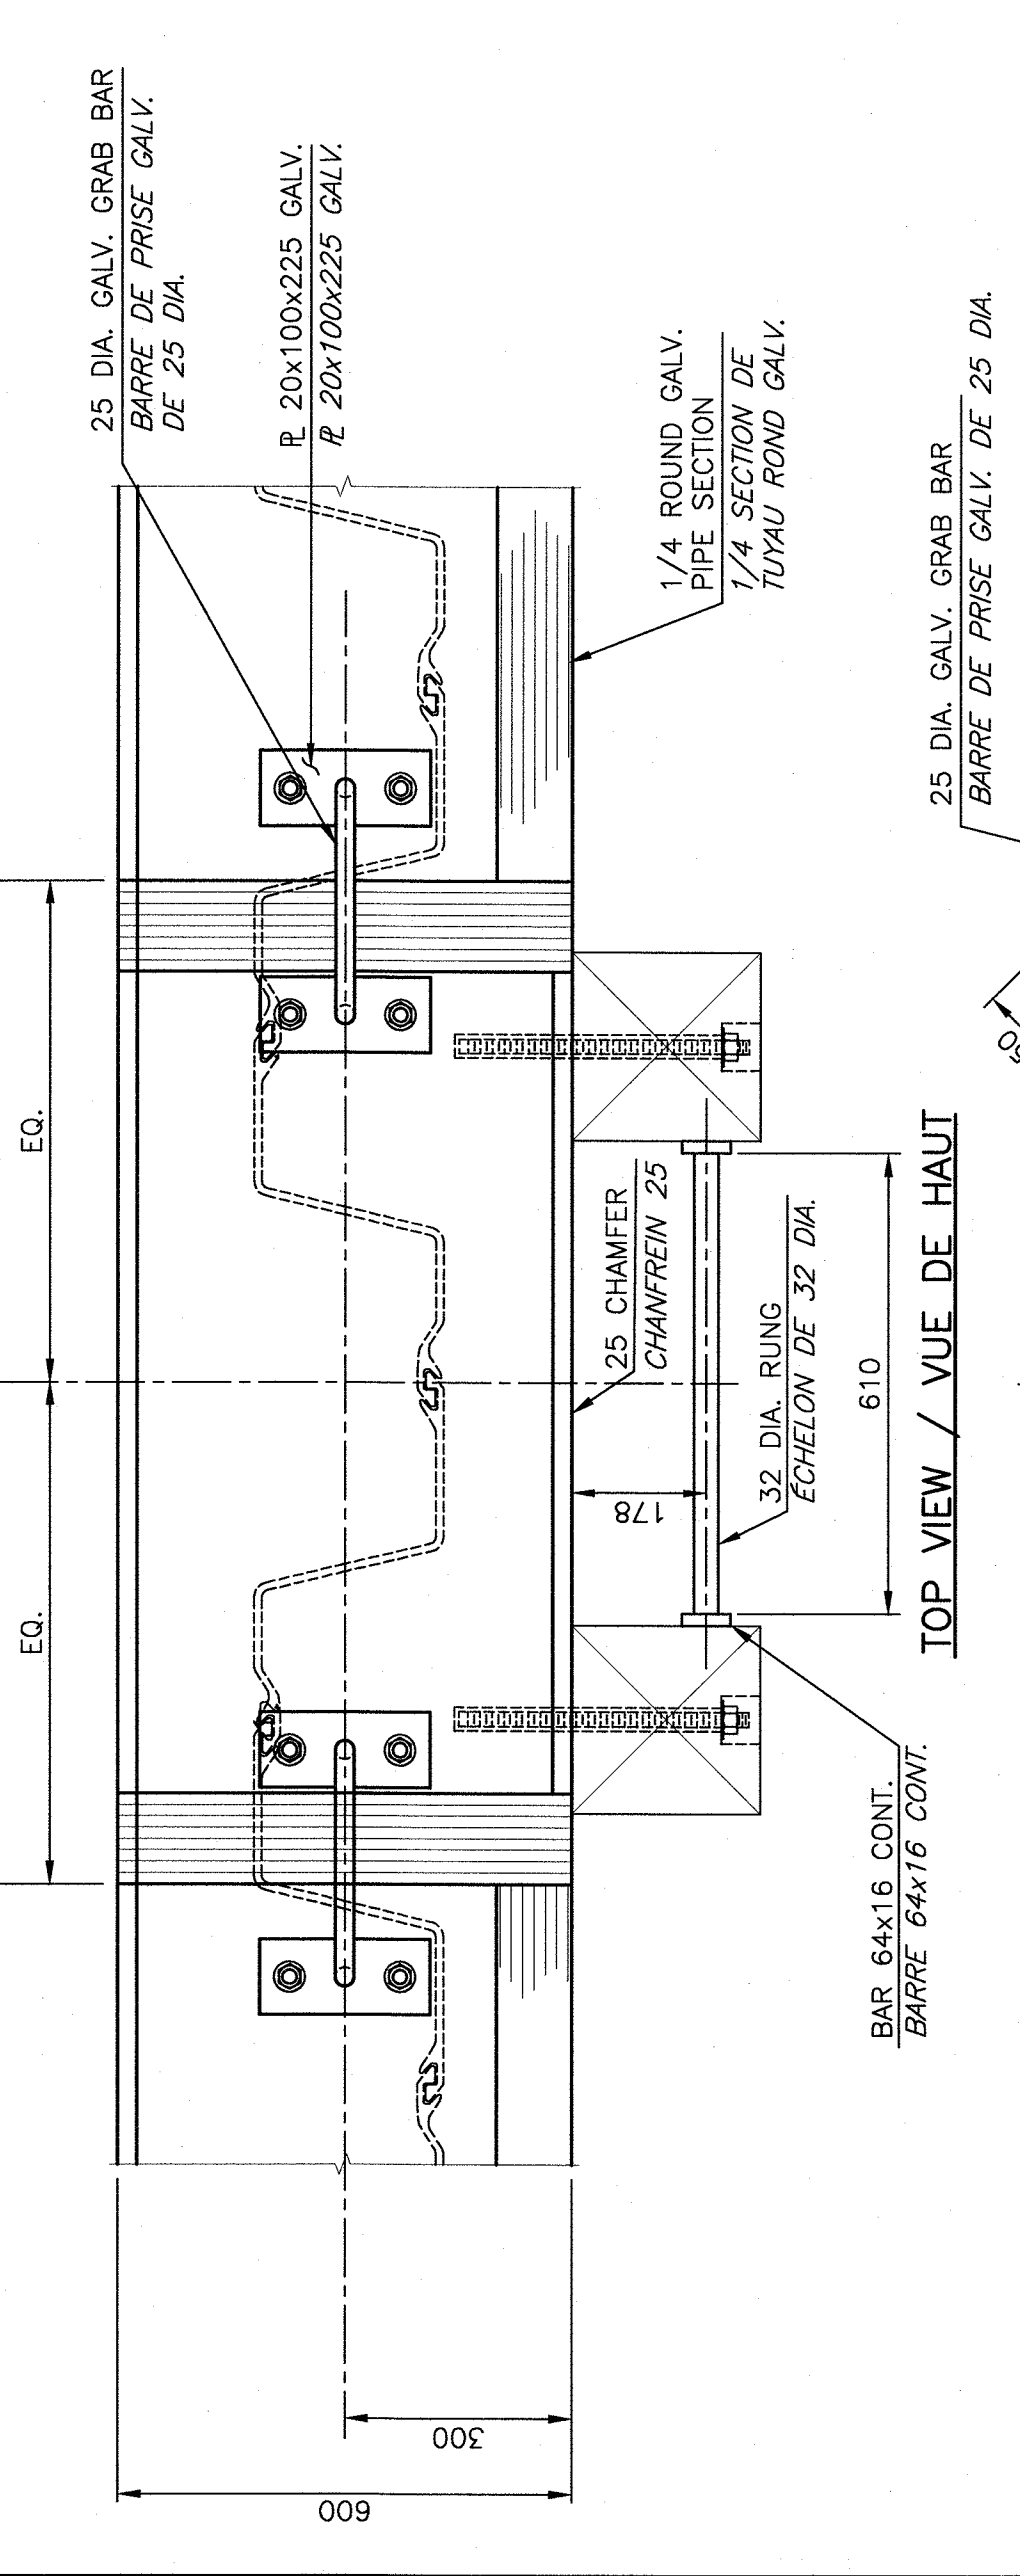 25 DIA. GALV. GRAB BAR
BARRE DE PRISE GALV.
DE 25 DIA.
PL 20x100x225 GALV.
PL 20x100x225 GALV.
EQ.
EQ.
1/4 ROUND GALV.
PIPE SECTION
1/4 SECTION DE
TUYAU ROND GALV.
25 CHAMFER
CHANFREIN 25
178
32 DIA. RUNG
ÉCHELON DE 32 DIA.
610
BAR 64x16 CONT.
BARRE 64x16 CONT.
300
600
TOP VIEW / VUE DE HAUT
25 DIA. GALV. GRAB BAR
BARRE DE PRISE GALV. DE 25 DIA.